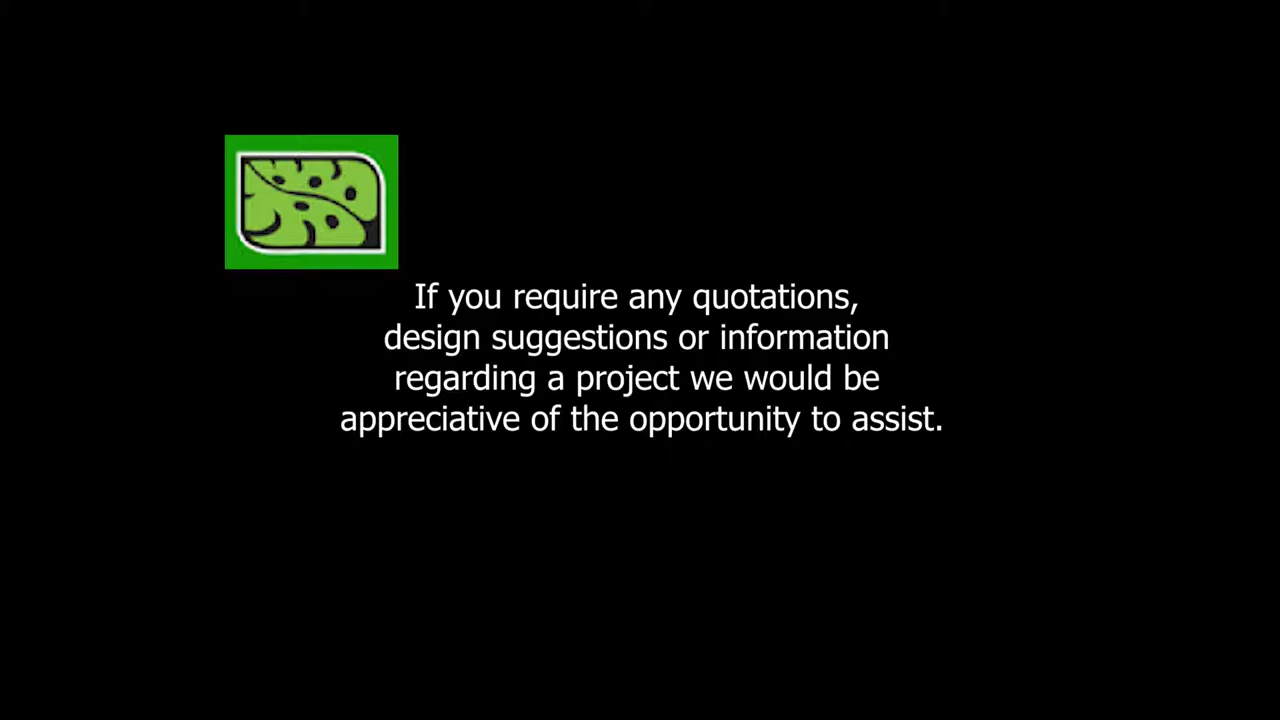 If you require any quotations,
design suggestions or information
regarding a project we would be
appreciative of the opportunity to assist.